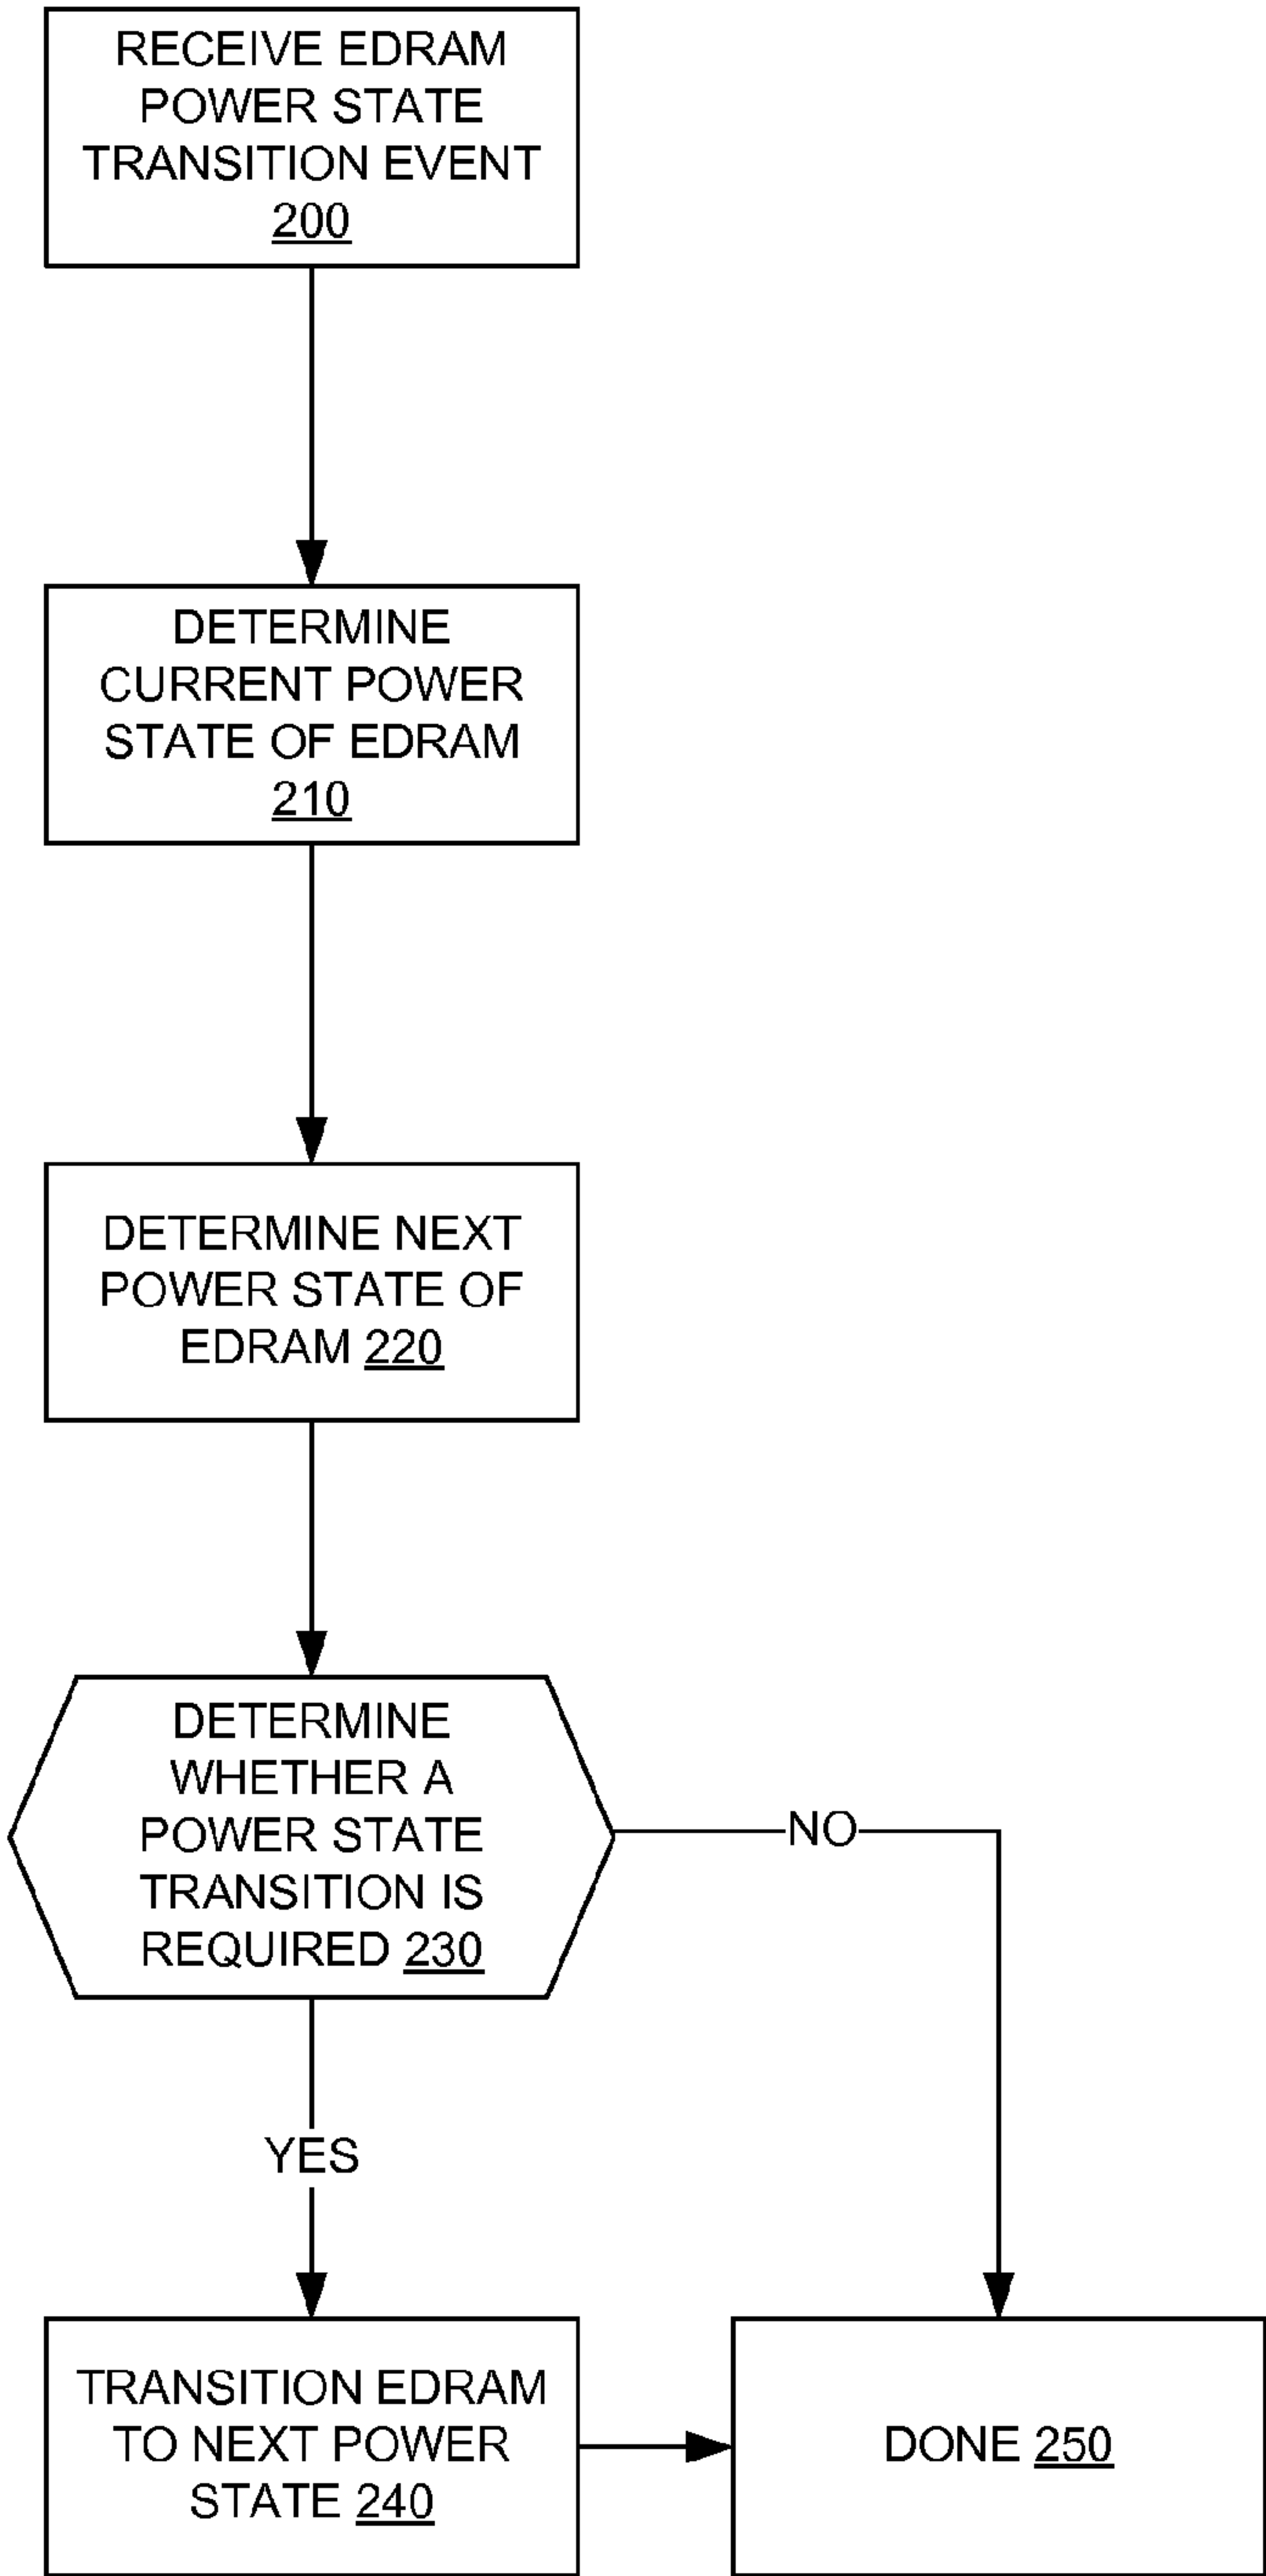 RECEIVE EDRAM
POWER STATE
TRANSITION EVENT
200
DETERMINE
CURRENT POWER
STATE OF EDRAM
210
DETERMINE NEXT
POWER STATE OF
EDRAM 220
DETERMINE
WHETHER A
POWER STATE
TRANSITION IS
REQUIRED 230
NO
YES
TRANSITION EDRAM
TO NEXT POWER
STATE 240
DONE 250